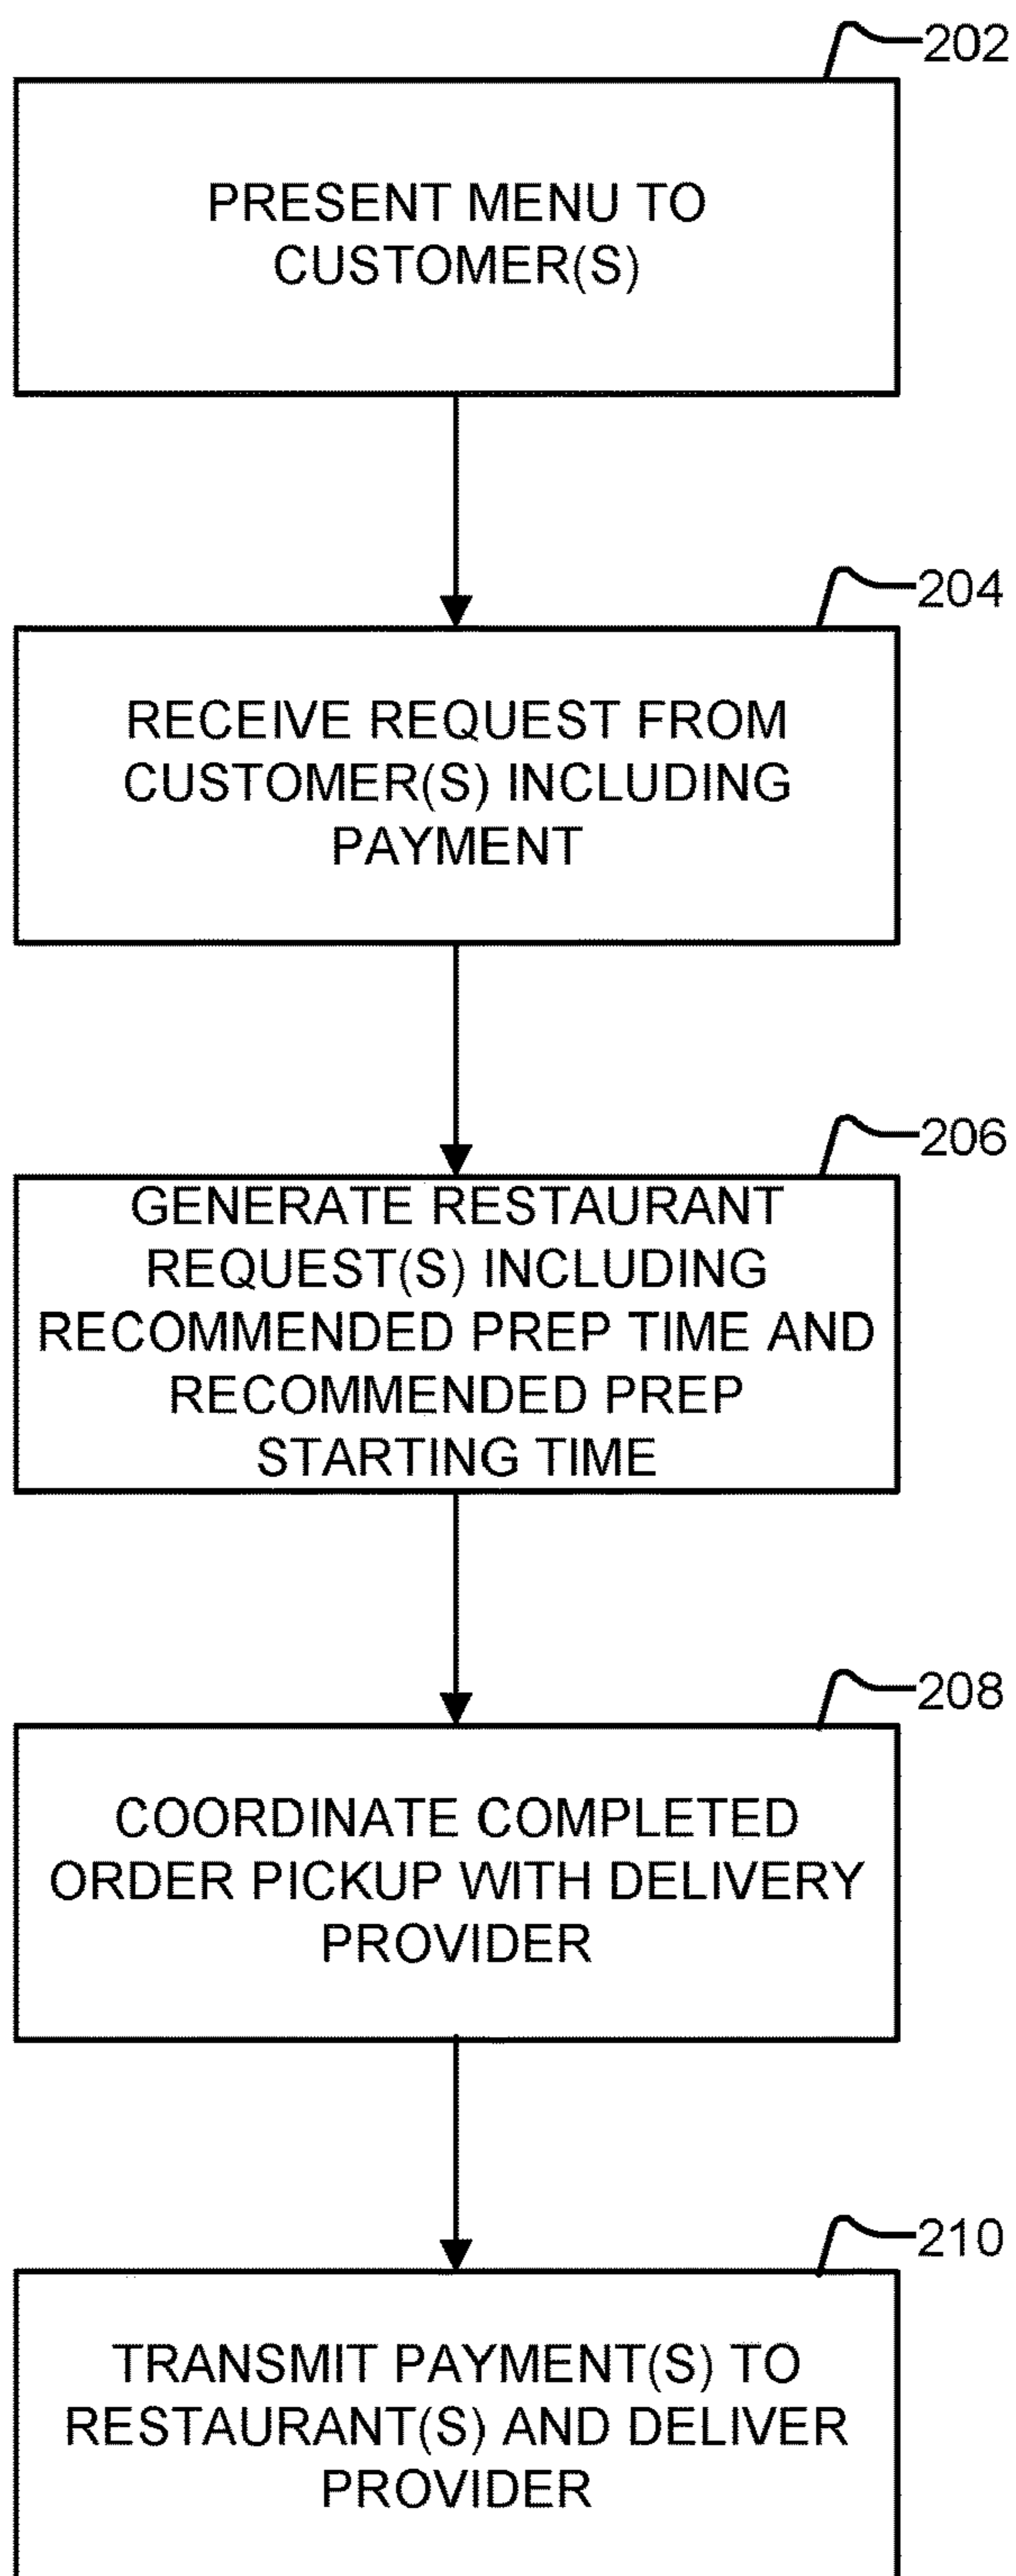 202
PRESENT MENU TO
CUSTOMER(S)
204
RECEIVE REQUEST FROM
CUSTOMER(S) INCLUDING
PAYMENT
206
GENERATE RESTAURANT
REQUEST(S) INCLUDING
RECOMMENDED PREP TIME AND
RECOMMENDED PREP
STARTING TIME
208
COORDINATE COMPLETED
ORDER PICKUP WITH DELIVERY
PROVIDER
210
TRANSMIT PAYMENT(S) TO
RESTAURANT(S) AND DELIVER
PROVIDER